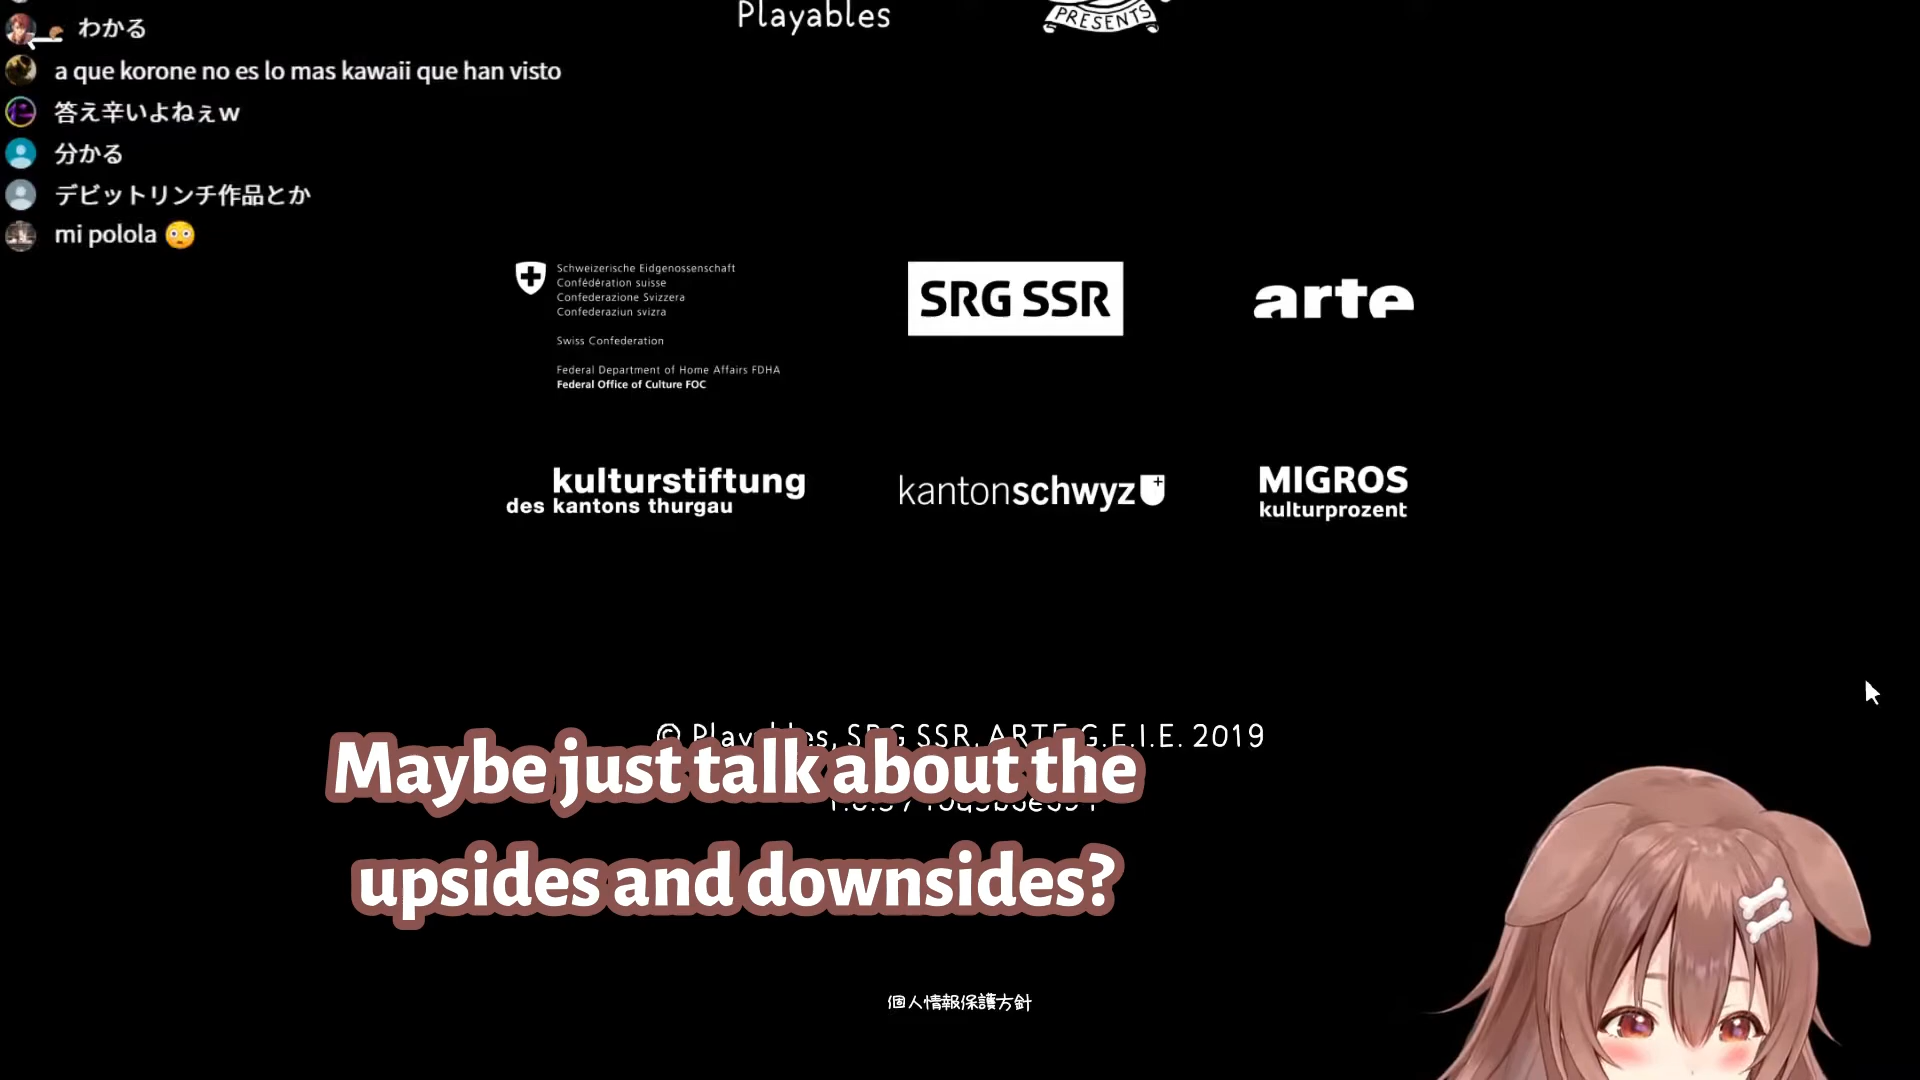 わかる
a que korone no es lo mas kawaii que han visto
答え辛いよねぇw
分かる
デビットリンチ作品とか
mi polola 😳
Playables
PRESENTS
Schweizerische Eidgenossenschaft
Confédération suisse
Confederazione Svizzera
Confederaziun svizra
Swiss Confederation
Federal Department of Home Affairs FDHA
Federal Office of Culture FOC
SRG SSR
arte
kulturstiftung
des kantons thurgau
kantonschwyz
MIGROS
kulturprozent
© Playables, SRG SSR, ARTE G.E.I.E. 2019
Maybe just talk about the
upsides and downsides?
個人情報保護方針